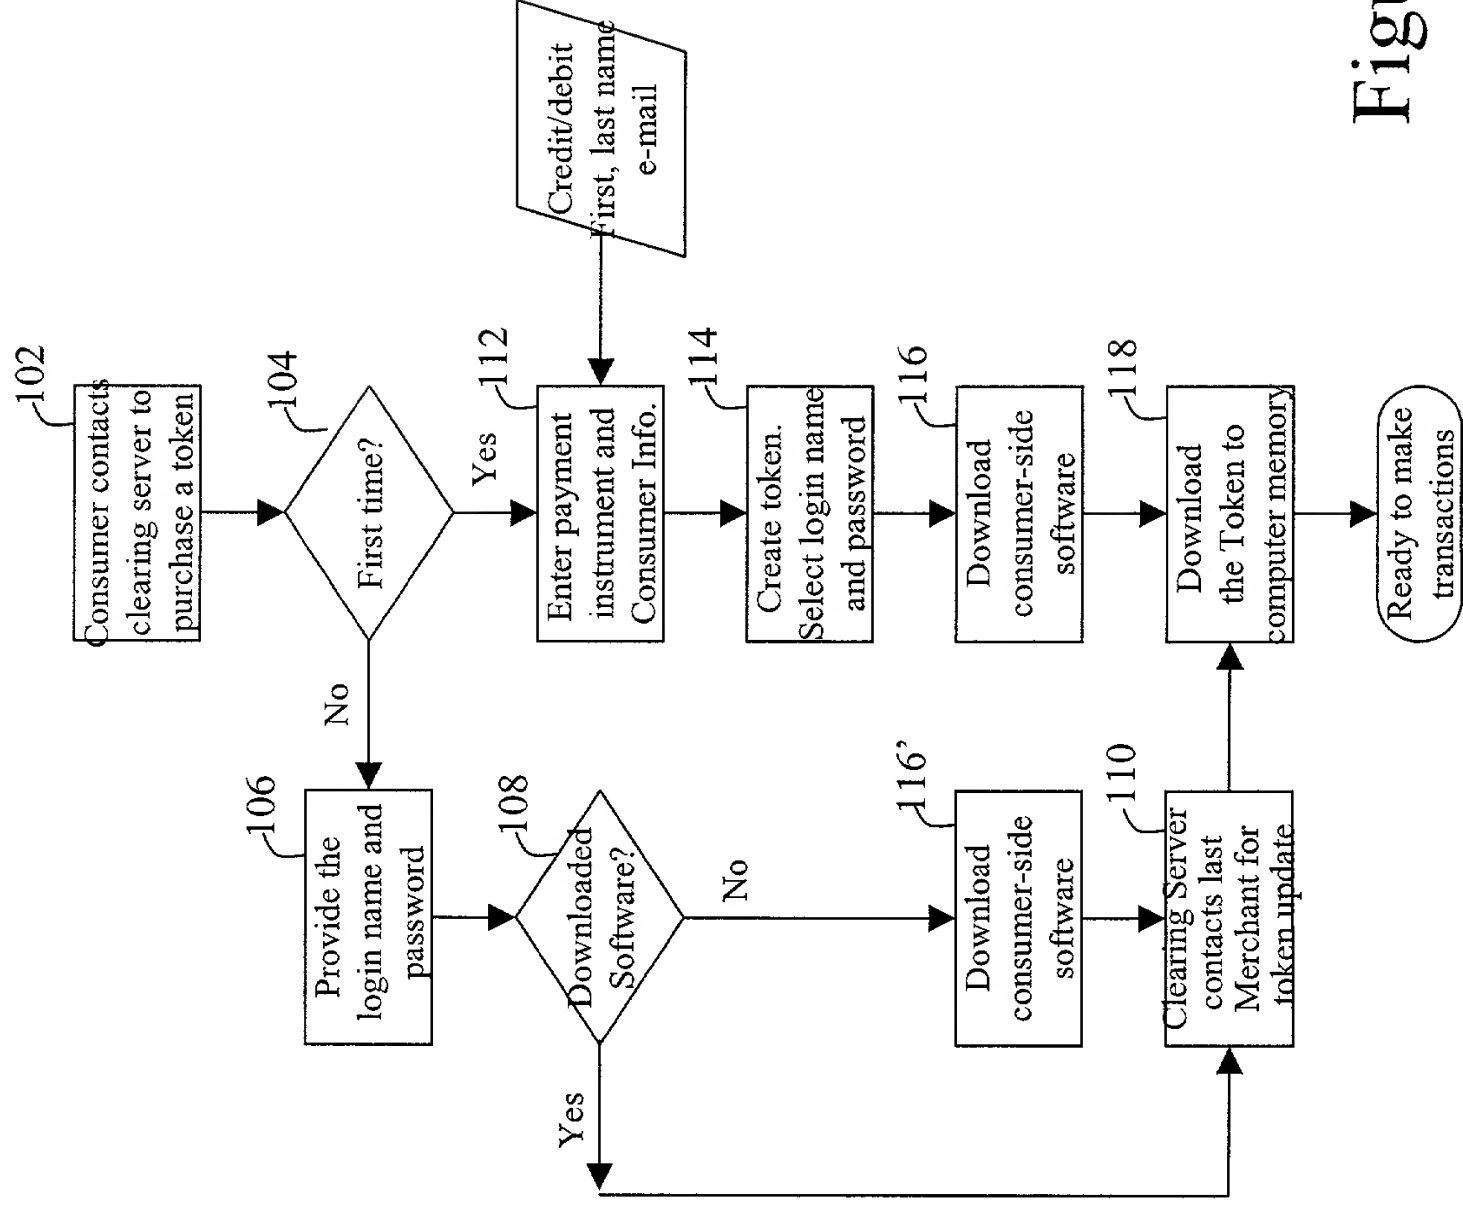 102
Consumer contacts
clearing server to
purchase a token
104
First time?
Yes
No
112
Enter payment
instrument and
Consumer Info.
Credit/debit
First, last name
e-mail
114
Create token.
Select login name
and password
116
Download
consumer-side
software
118
Download
the Token to
computer memory
Ready to make
transactions
106
Provide the
login name and
password
108
Downloaded
Software?
Yes
No
116’
Download
consumer-side
software
110
Clearing Server
contacts last
Merchant for
token update